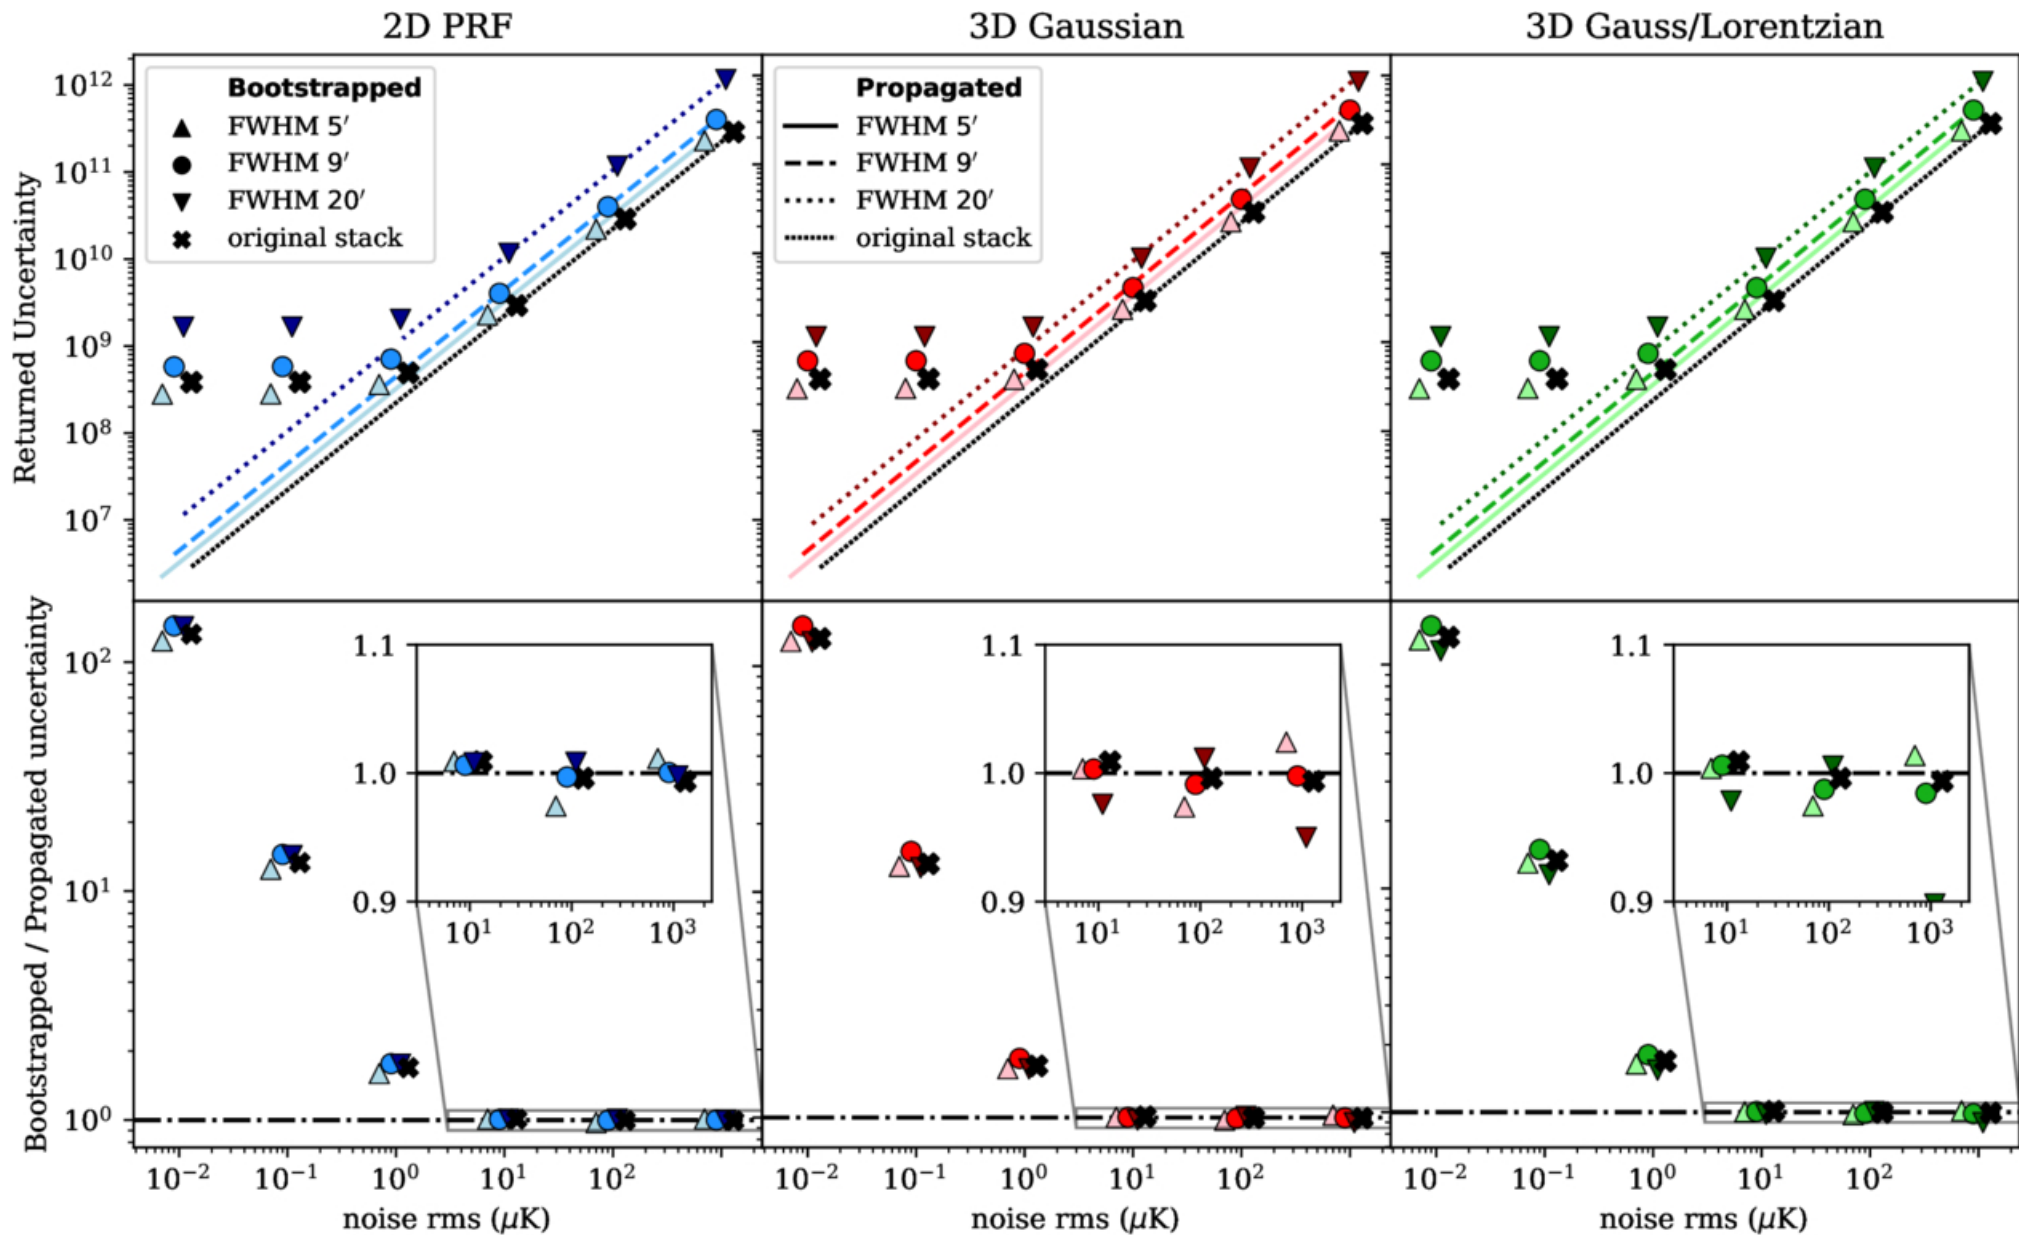 2D PRF
3D Gaussian
3D Gauss/Lorentzian
Returned Uncertainty
10¹²
10¹¹
10¹⁰
10⁹
10⁸
10⁷
Bootstrapped
FWHM 5′
FWHM 9′
FWHM 20′
original stack
Propagated
FWHM 5′
FWHM 9′
FWHM 20′
original stack
Bootstrapped / Propagated uncertainty
10²
10¹
10⁰
1.1
1.0
0.9
10¹ 10² 10³
1.1
1.0
0.9
10¹ 10² 10³
1.1
1.0
0.9
10¹ 10² 10³
10⁻² 10⁻¹ 10⁰ 10¹ 10²
10⁻² 10⁻¹ 10⁰ 10¹ 10²
10⁻² 10⁻¹ 10⁰ 10¹ 10²
noise rms (μK)
noise rms (μK)
noise rms (μK)